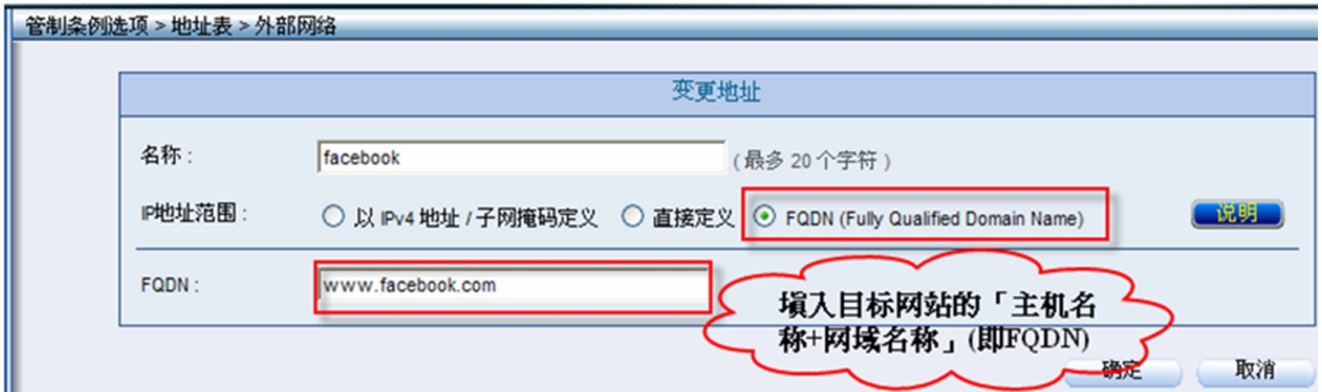 管制条例选项 > 地址表 > 外部网络
变更地址
名称 : facebook ( 最多 20 个字符 )
IP地址范围 : 以 IPv4 地址 / 子网掩码定义 直接定义 FQDN (Fully Qualified Domain Name) 说明
FQDN : www.facebook.com
填入目标网站的「主机名
称+网域名称」(即FQDN)
确定 取消